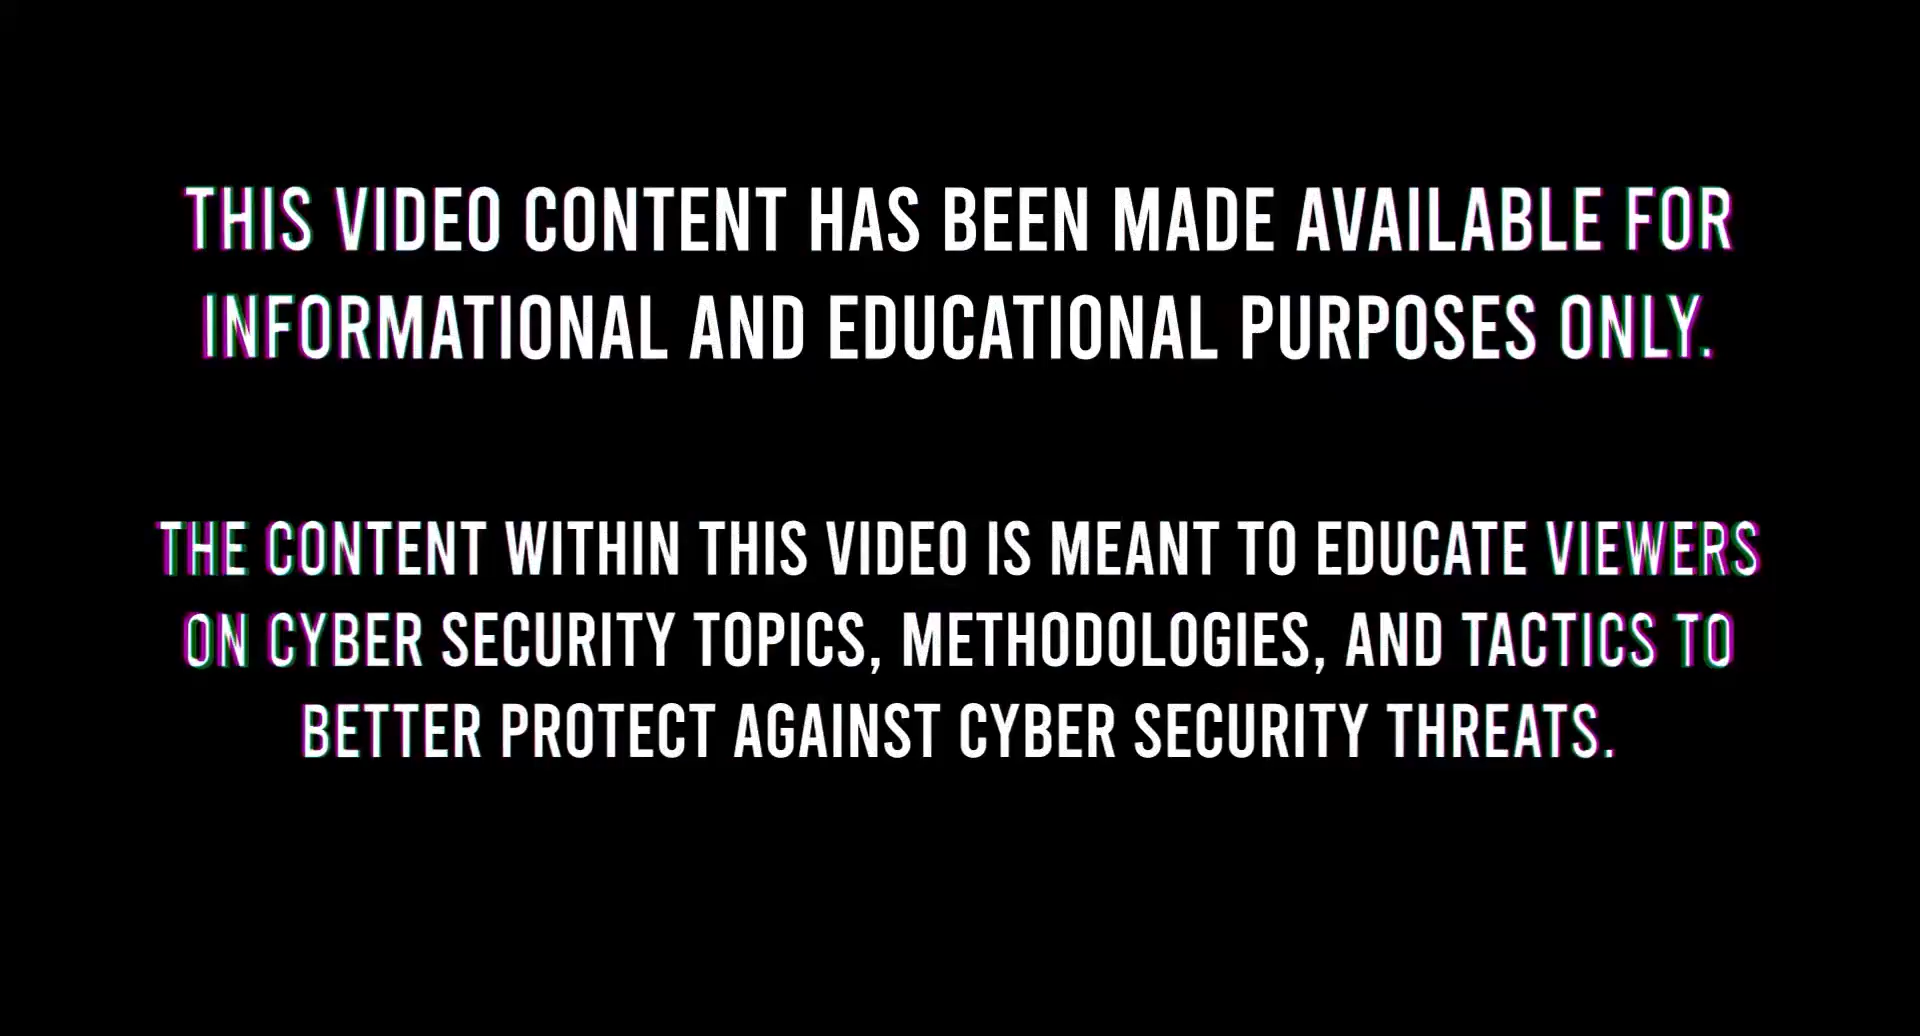 THIS VIDEO CONTENT HAS BEEN MADE AVAILABLE FOR
INFORMATIONAL AND EDUCATIONAL PURPOSES ONLY.
THE CONTENT WITHIN THIS VIDEO IS MEANT TO EDUCATE VIEWERS
ON CYBER SECURITY TOPICS, METHODOLOGIES, AND TACTICS TO
BETTER PROTECT AGAINST CYBER SECURITY THREATS.